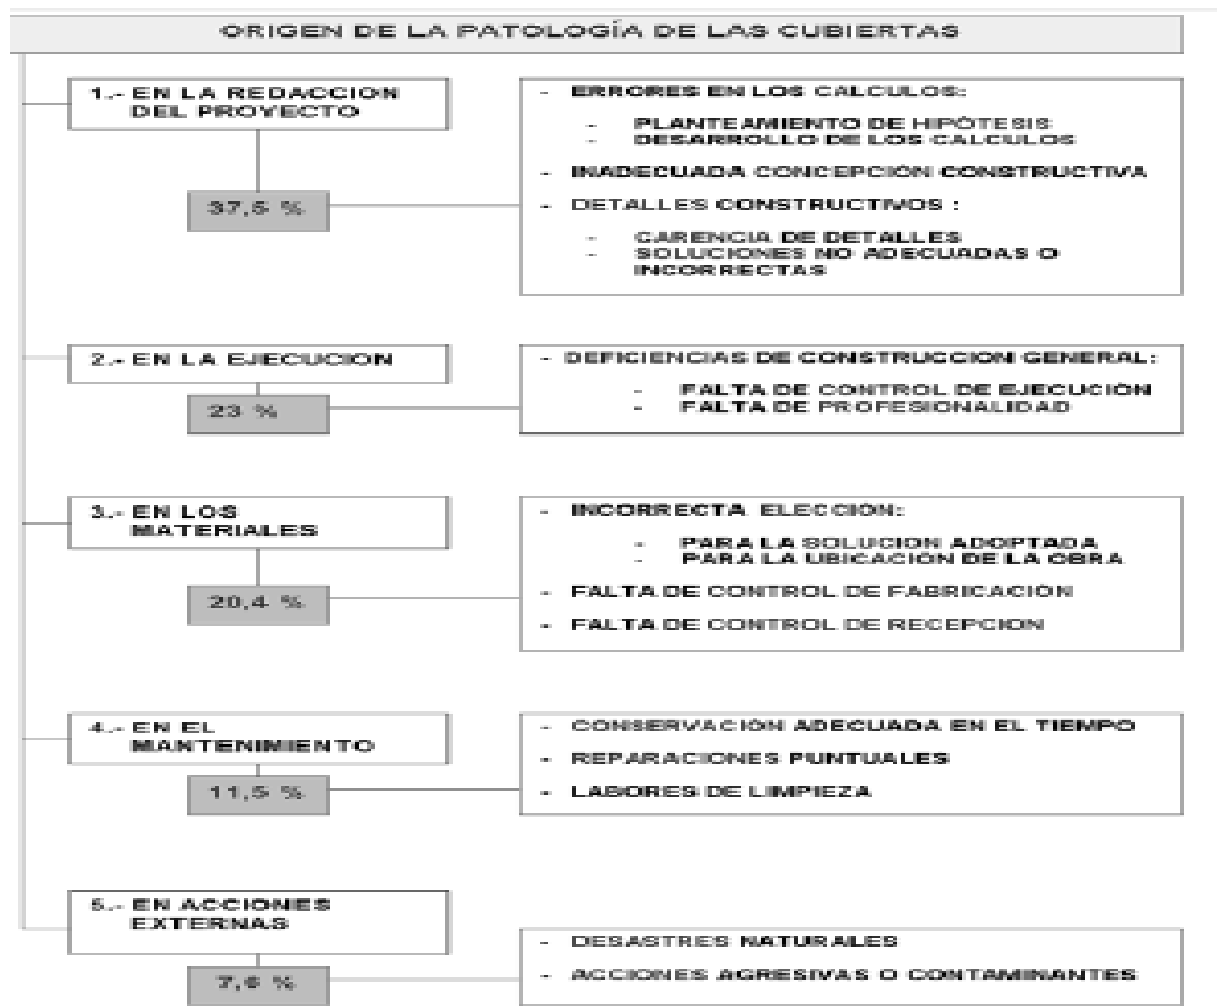 ORIGEN DE LA PATOLOGÍA DE LAS CUBIERTAS
1.- EN LA REDACCION
DEL PROYECTO
37,5 %
- ERRORES EN LOS CALCULOS:
- PLANTEAMIENTO DE HIPÓTESIS
- DESARROLLO DE LOS CALCULOS
- INADECUADA CONCEPCIÓN CONSTRUCTIVA
- DETALLES CONSTRUCTIVOS :
- CARENCIA DE DETALLES
- SOLUCIONES NO ADECUADAS O
INCORRECTAS
2.- EN LA EJECUCION
23 %
- DEFICIENCIAS DE CONSTRUCCION GENERAL:
- FALTA DE CONTROL DE EJECUCIÓN
- FALTA DE PROFESIONALIDAD
3.- EN LOS
MATERIALES
20,4 %
- INCORRECTA ELECCIÓN:
- PARA LA SOLUCION ADOPTADA
- PARA LA UBICACIÓN DE LA OBRA
- FALTA DE CONTROL DE FABRICACIÓN
- FALTA DE CONTROL DE RECEPCION
4.- EN EL
MANTENIMIENTO
11,5 %
- CONSERVACIÓN ADECUADA EN EL TIEMPO
- REPARACIONES PUNTUALES
- LABORES DE LIMPIEZA
5.- EN ACCIONES
EXTERNAS
7,6 %
- DESASTRES NATURALES
- ACCIONES AGRESIVAS O CONTAMINANTES